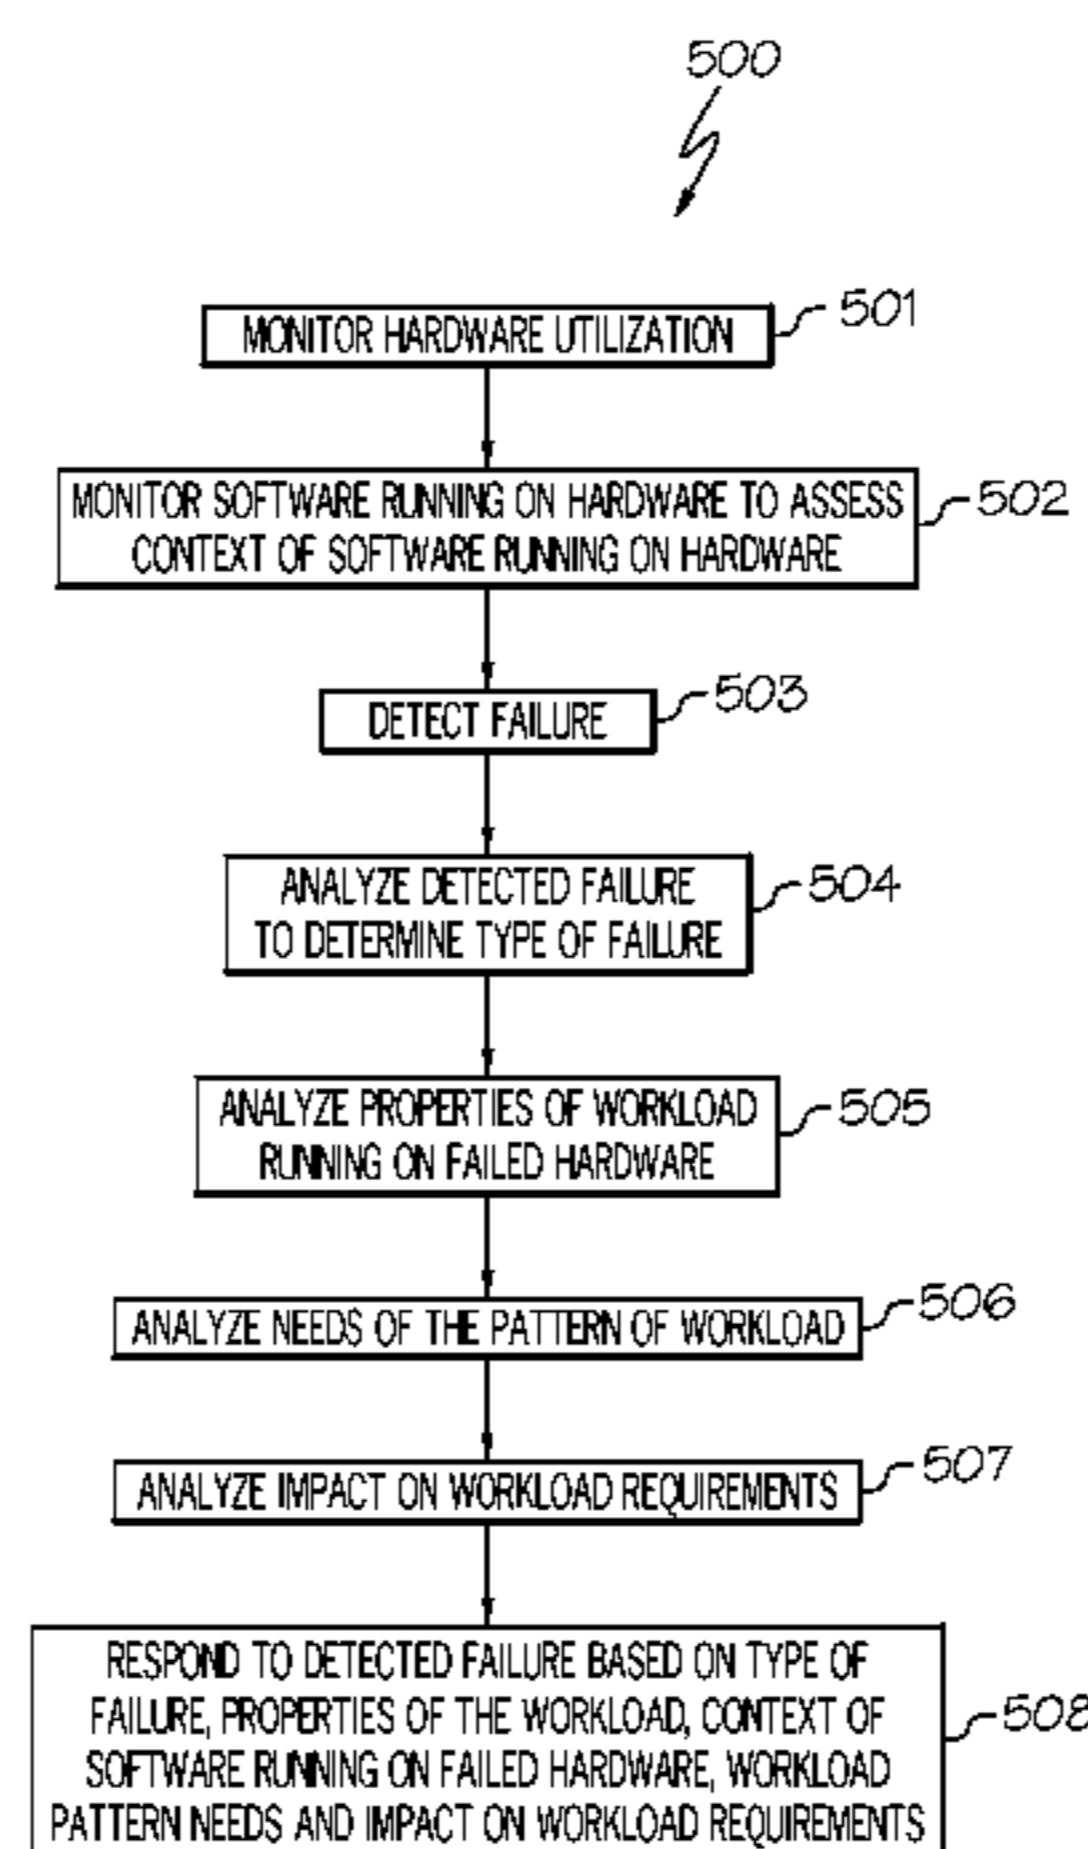 500
MONITOR HARDWARE UTILIZATION
501
MONITOR SOFTWARE RUNNING ON HARDWARE TO ASSESS
CONTEXT OF SOFTWARE RUNNING ON HARDWARE
502
DETECT FAILURE
503
ANALYZE DETECTED FAILURE
TO DETERMINE TYPE OF FAILURE
504
ANALYZE PROPERTIES OF WORKLOAD
RUNNING ON FAILED HARDWARE
505
ANALYZE NEEDS OF THE PATTERN OF WORKLOAD
506
ANALYZE IMPACT ON WORKLOAD REQUIREMENTS
507
RESPOND TO DETECTED FAILURE BASED ON TYPE OF
FAILURE, PROPERTIES OF THE WORKLOAD, CONTEXT OF
SOFTWARE RUNNING ON FAILED HARDWARE, WORKLOAD
PATTERN NEEDS AND IMPACT ON WORKLOAD REQUIREMENTS
508